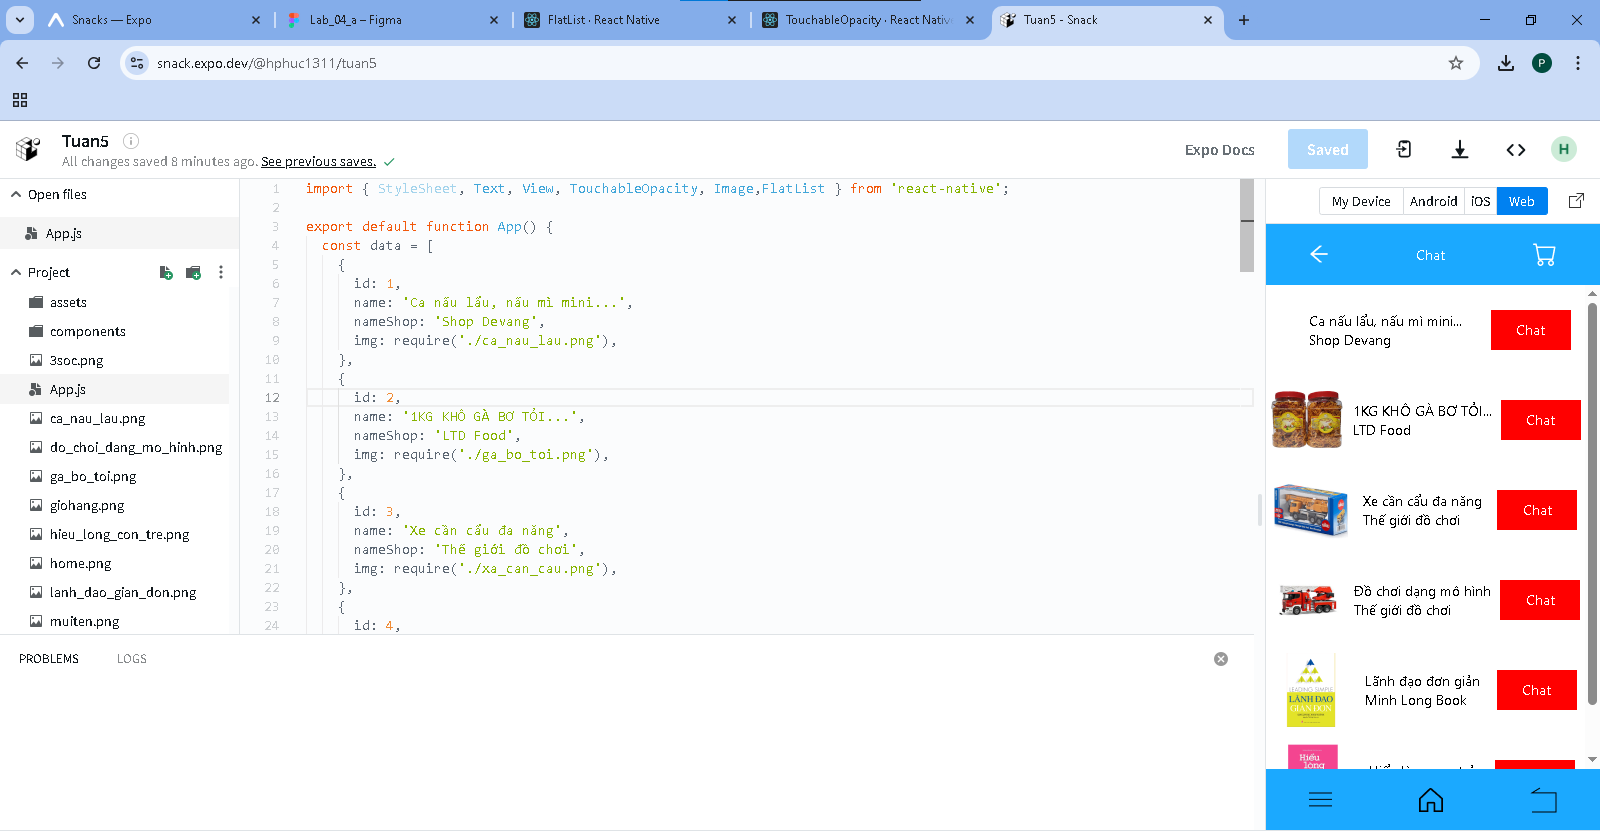 Snacks — Expo
Lab_04_a – Figma
FlatList · React Native
TouchableOpacity · React Nativ
Tuan5 - Snack
snack.expo.dev/@hphuc1311/tuan5
P
Tuan5
All changes saved 8 minutes ago. See previous saves.
Expo Docs
Saved
H
Open files
App.js
Project
assets
components
3soc.png
App.js
ca_nau_lau.png
do_choi_dang_mo_hinh.png
ga_bo_toi.png
giohang.png
hieu_long_con_tre.png
home.png
lanh_dao_gian_don.png
muiten.png
1 import { StyleSheet, Text, View, TouchableOpacity, Image,FlatList } from 'react-native';
2
3 export default function App() {
4 const data = [
5 {
6 id: 1,
7 name: 'Ca nấu lẩu, nấu mì mini...',
8 nameShop: 'Shop Devang',
9 img: require('./ca_nau_lau.png'),
10 },
11 {
12 id: 2,
13 name: '1KG KHÔ GÀ BƠ TỎI...',
14 nameShop: 'LTD Food',
15 img: require('./ga_bo_toi.png'),
16 },
17 {
18 id: 3,
19 name: 'Xe cần cẩu đa năng',
20 nameShop: 'Thế giới đồ chơi',
21 img: require('./xa_can_cau.png'),
22 },
23 {
24 id: 4,
PROBLEMS
LOGS
My Device
Android
iOS
Web
Chat
Ca nấu lẩu, nấu mì mini...
Shop Devang
Chat
1KG KHÔ GÀ BƠ TỎI...
LTD Food
Chat
Xe cần cẩu đa năng
Thế giới đồ chơi
Chat
Đồ chơi dạng mô hình
Thế giới đồ chơi
Chat
LEADING SIMPLE
LÃNH ĐẠO
GIẢN ĐƠN
Lãnh đạo đơn giản
Minh Long Book
Chat
Hiểu
lòng